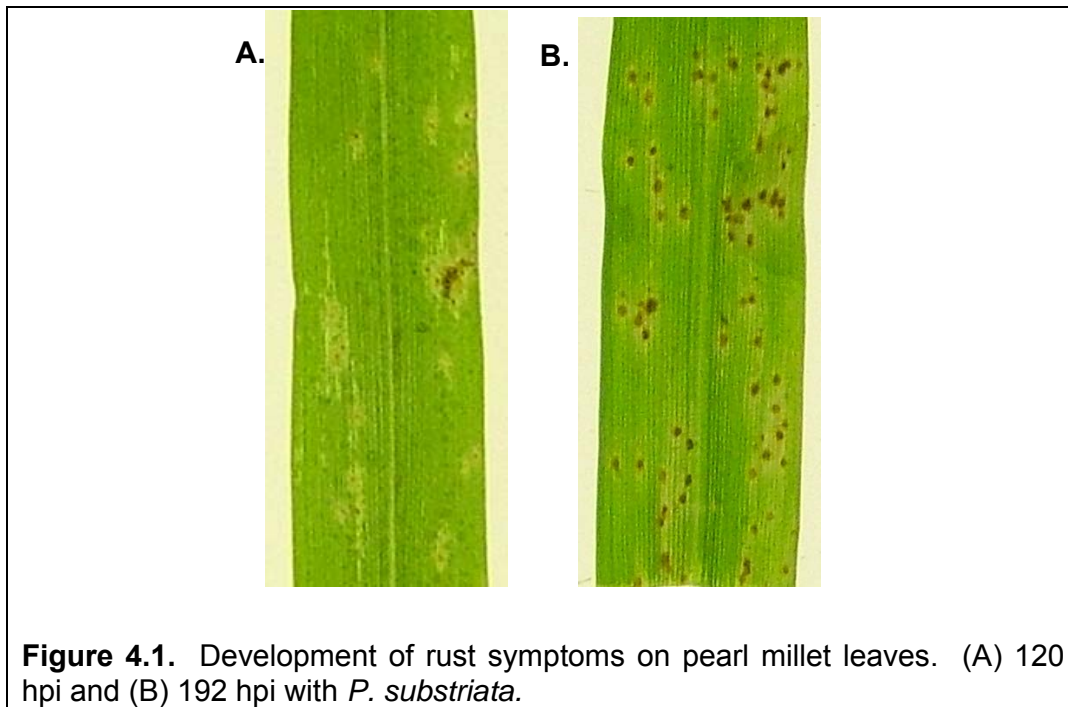 A.
B.
Figure 4.1. Development of rust symptoms on pearl millet leaves. (A) 120
hpi and (B) 192 hpi with P. substriata.